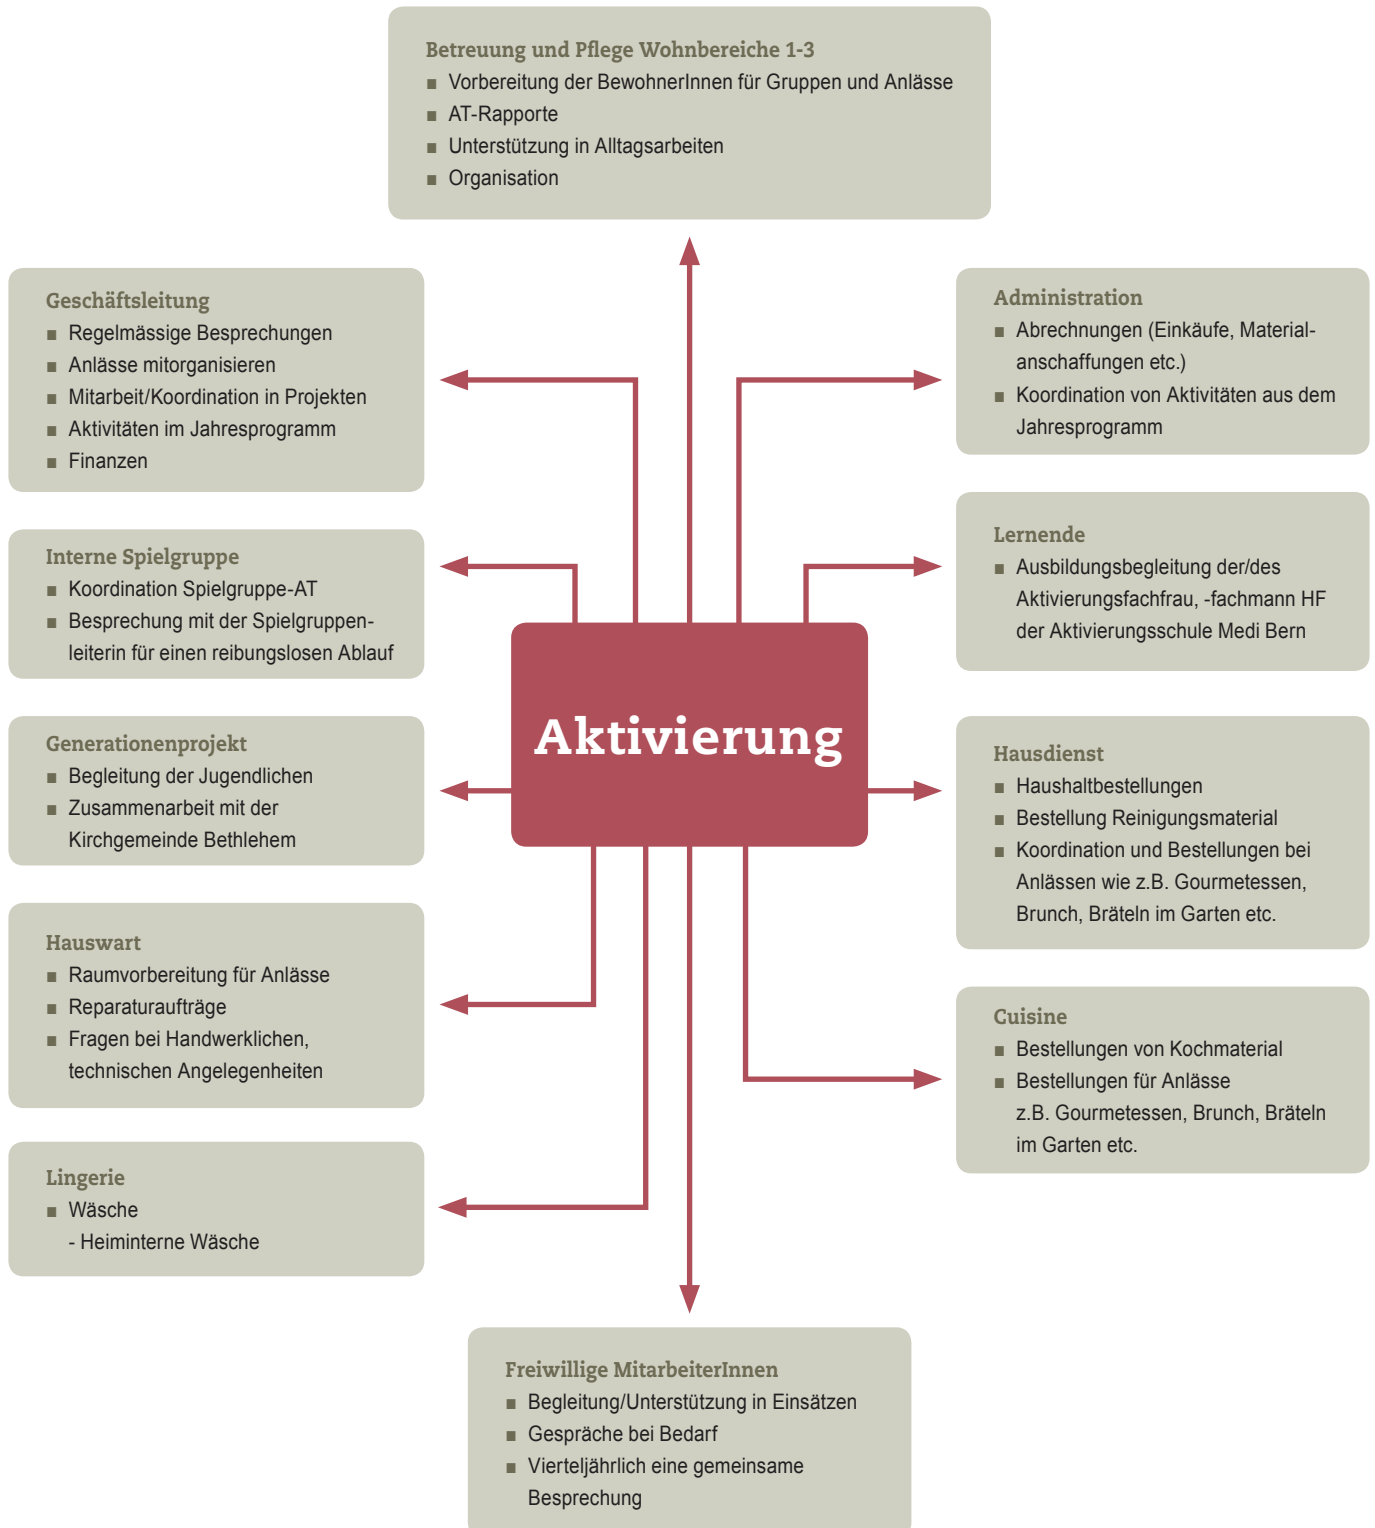 Betreuung und Pflege Wohnbereiche 1-3
■ Vorbereitung der BewohnerInnen für Gruppen und Anlässe
■ AT-Rapporte
■ Unterstützung in Alltagsarbeiten
■ Organisation
Geschäftsleitung
■ Regelmässige Besprechungen
■ Anlässe mitorganisieren
■ Mitarbeit/Koordination in Projekten
■ Aktivitäten im Jahresprogramm
■ Finanzen
Interne Spielgruppe
■ Koordination Spielgruppe-AT
■ Besprechung mit der Spielgruppen-
leiterin für einen reibungslosen Ablauf
Generationenprojekt
■ Begleitung der Jugendlichen
■ Zusammenarbeit mit der
Kirchgemeinde Bethlehem
Hauswart
■ Raumvorbereitung für Anlässe
■ Reparaturaufträge
■ Fragen bei Handwerklichen,
technischen Angelegenheiten
Lingerie
■ Wäsche
- Heiminterne Wäsche
Aktivierung
Administration
■ Abrechnungen (Einkäufe, Material-
anschaffungen etc.)
■ Koordination von Aktivitäten aus dem
Jahresprogramm
Lernende
■ Ausbildungsbegleitung der/des
Aktivierungsfachfrau, -fachmann HF
der Aktivierungsschule Medi Bern
Hausdienst
■ Haushaltbestellungen
■ Bestellung Reinigungsmaterial
■ Koordination und Bestellungen bei
Anlässen wie z.B. Gourmetessen,
Brunch, Bräteln im Garten etc.
Cuisine
■ Bestellungen von Kochmaterial
■ Bestellungen für Anlässe
z.B. Gourmetessen, Brunch, Bräteln
im Garten etc.
Freiwillige MitarbeiterInnen
■ Begleitung/Unterstützung in Einsätzen
■ Gespräche bei Bedarf
■ Vierteljährlich eine gemeinsame
Besprechung